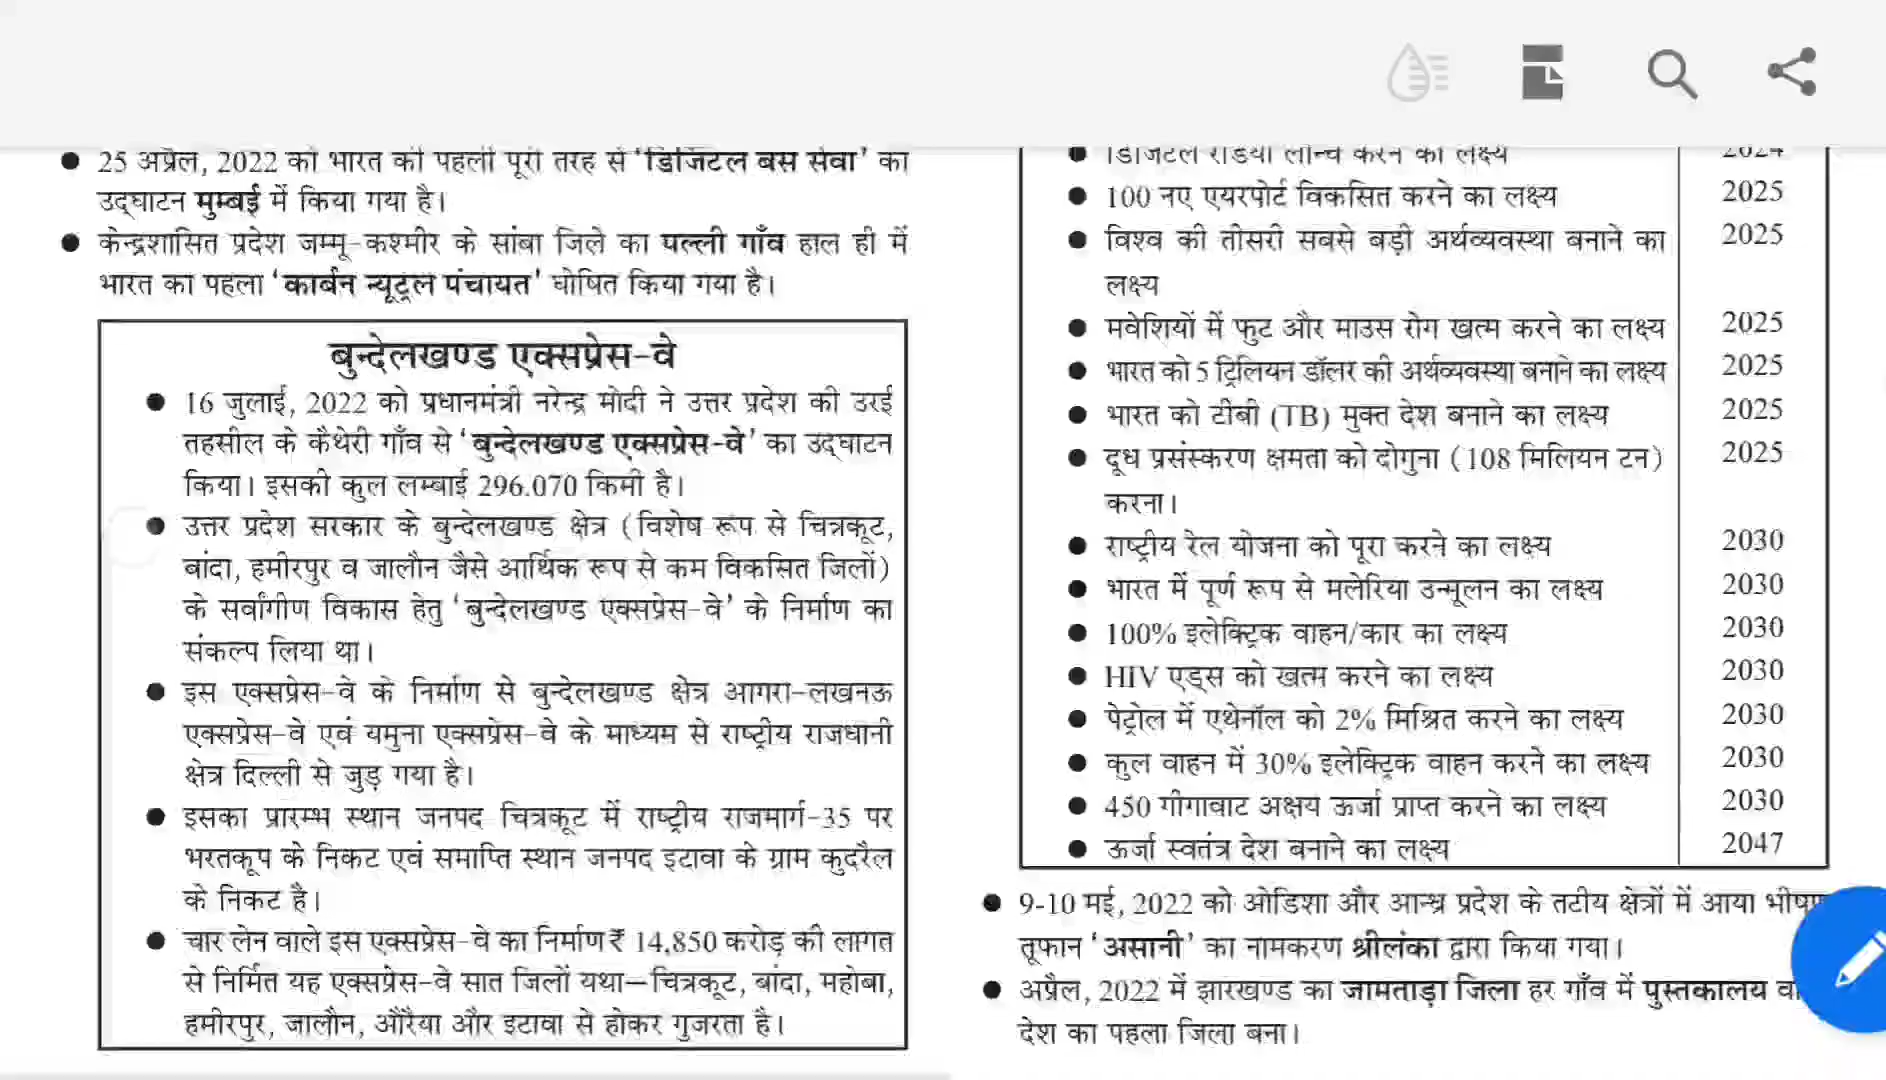 ● 25 अप्रैल, 2022 को भारत की पहली पूरी तरह से 'डिजिटल बस सेवा' का
उद्घाटन मुम्बई में किया गया है।
● केन्द्रशासित प्रदेश जम्मू-कश्मीर के सांबा जिले का पल्ली गाँव हाल ही में
भारत का पहला 'कार्बन न्यूट्रल पंचायत' घोषित किया गया है।
बुन्देलखण्ड एक्सप्रेस-वे
● 16 जुलाई, 2022 को प्रधानमंत्री नरेन्द्र मोदी ने उत्तर प्रदेश की उरई
तहसील के कैथेरी गाँव से 'बुन्देलखण्ड एक्सप्रेस-वे' का उद्घाटन
किया। इसकी कुल लम्बाई 296.070 किमी है।
● उत्तर प्रदेश सरकार के बुन्देलखण्ड क्षेत्र (विशेष रूप से चित्रकूट,
बांदा, हमीरपुर व जालौन जैसे आर्थिक रूप से कम विकसित जिलों)
के सर्वांगीण विकास हेतु 'बुन्देलखण्ड एक्सप्रेस-वे' के निर्माण का
संकल्प लिया था।
● इस एक्सप्रेस-वे के निर्माण से बुन्देलखण्ड क्षेत्र आगरा-लखनऊ
एक्सप्रेस-वे एवं यमुना एक्सप्रेस-वे के माध्यम से राष्ट्रीय राजधानी
क्षेत्र दिल्ली से जुड़ गया है।
● इसका प्रारम्भ स्थान जनपद चित्रकूट में राष्ट्रीय राजमार्ग-35 पर
भरतकूप के निकट एवं समाप्ति स्थान जनपद इटावा के ग्राम कुदरैल
के निकट है।
● चार लेन वाले इस एक्सप्रेस-वे का निर्माण ₹ 14,850 करोड़ की लागत
से निर्मित यह एक्सप्रेस-वे सात जिलों यथा—चित्रकूट, बांदा, महोबा,
हमीरपुर, जालौन, औरैया और इटावा से होकर गुजरता है।
● डिजिटल रेडियो लॉन्च करने का लक्ष्य 2024
● 100 नए एयरपोर्ट विकसित करने का लक्ष्य 2025
● विश्व की तीसरी सबसे बड़ी अर्थव्यवस्था बनाने का 2025
लक्ष्य
● मवेशियों में फुट और माउस रोग खत्म करने का लक्ष्य 2025
● भारत को 5 ट्रिलियन डॉलर की अर्थव्यवस्था बनाने का लक्ष्य 2025
● भारत को टीबी (TB) मुक्त देश बनाने का लक्ष्य 2025
● दूध प्रसंस्करण क्षमता को दोगुना (108 मिलियन टन) 2025
करना।
● राष्ट्रीय रेल योजना को पूरा करने का लक्ष्य 2030
● भारत में पूर्ण रूप से मलेरिया उन्मूलन का लक्ष्य 2030
● 100% इलेक्ट्रिक वाहन/कार का लक्ष्य 2030
● HIV एड्स को खत्म करने का लक्ष्य 2030
● पेट्रोल में एथेनॉल को 2% मिश्रित करने का लक्ष्य 2030
● कुल वाहन में 30% इलेक्ट्रिक वाहन करने का लक्ष्य 2030
● 450 गीगावाट अक्षय ऊर्जा प्राप्त करने का लक्ष्य 2030
● ऊर्जा स्वतंत्र देश बनाने का लक्ष्य 2047
● 9-10 मई, 2022 को ओडिशा और आन्ध्र प्रदेश के तटीय क्षेत्रों में आया
तूफान 'असानी' का नामकरण श्रीलंका द्वारा किया गया।
● अप्रैल, 2022 में झारखण्ड का जामताड़ा जिला हर गाँव में पुस्तकालय
देश का पहला जिला बना।